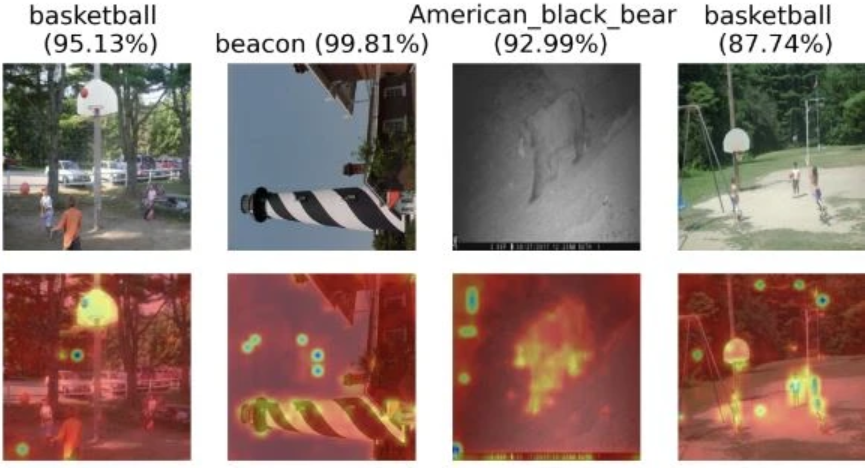 basketball
(95.13%)
beacon (99.81%)
American_black_bear
(92.99%)
basketball
(87.74%)